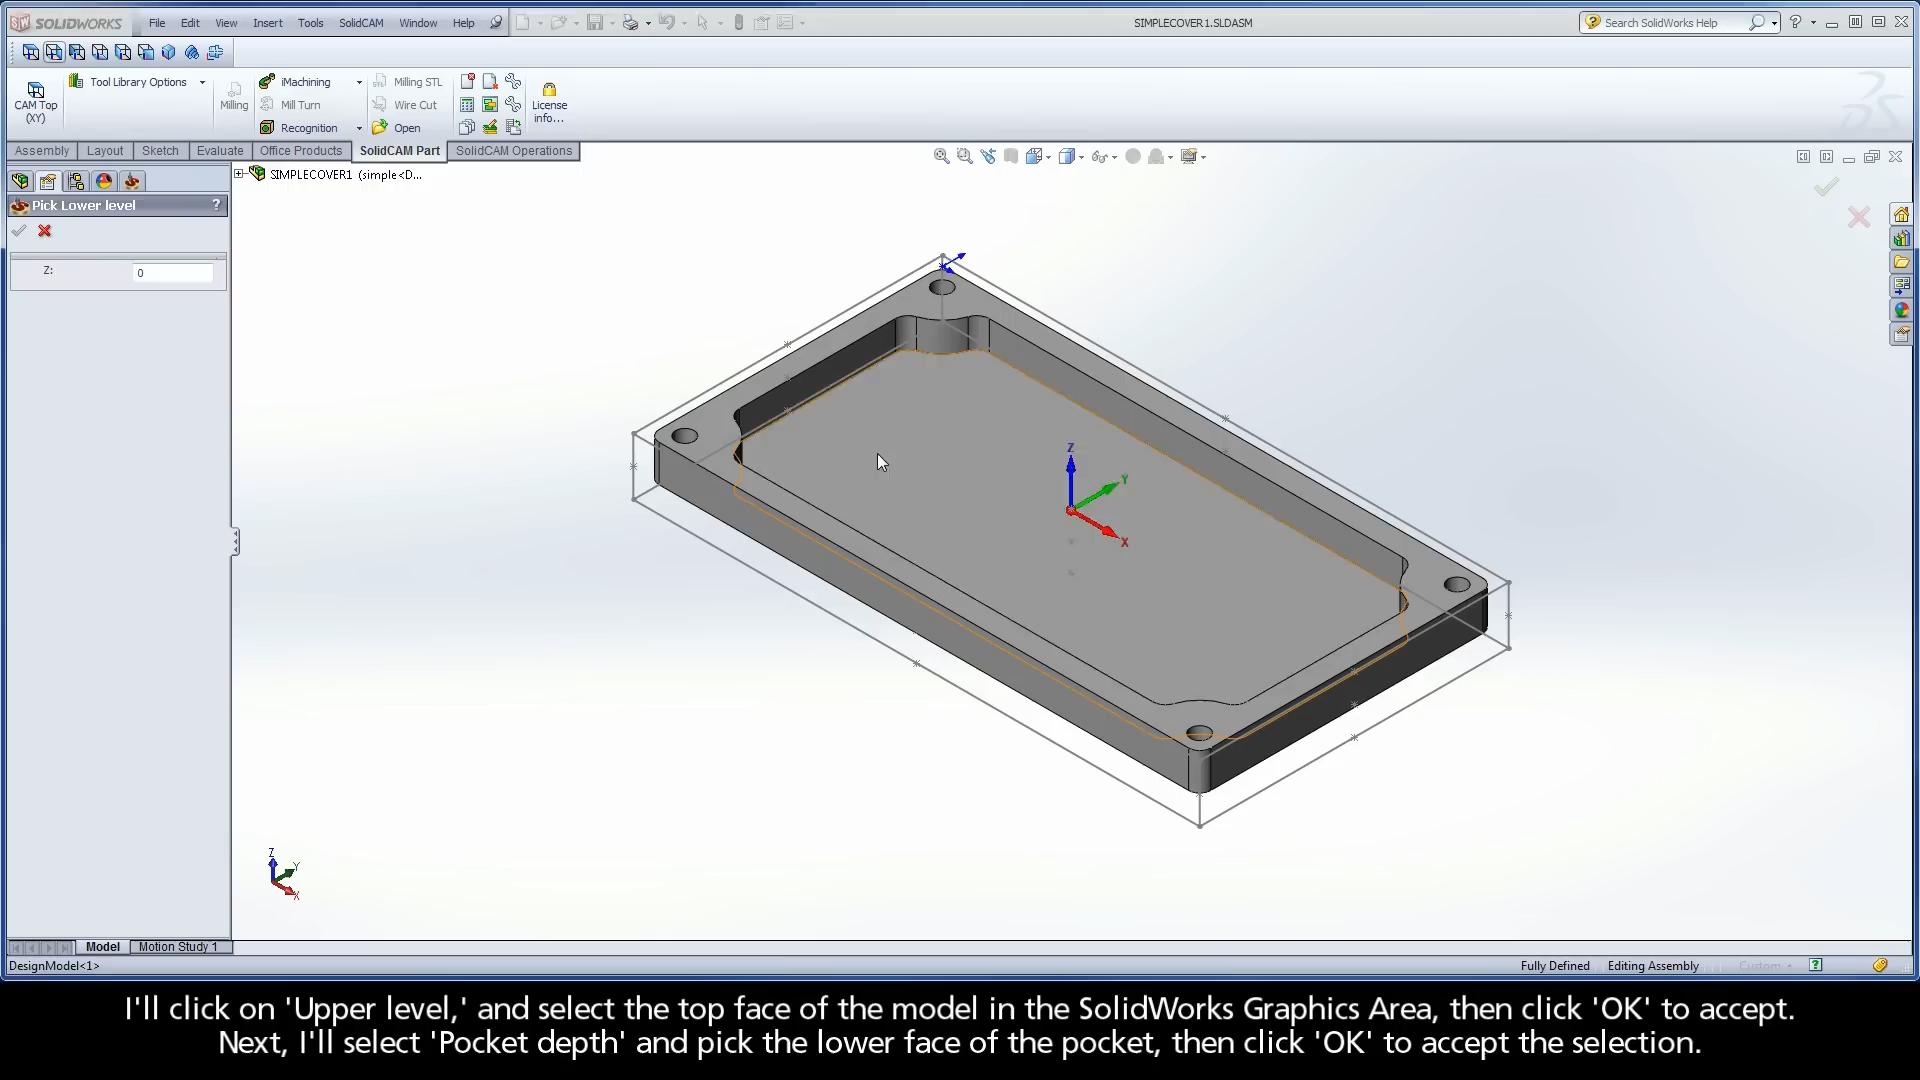 SOLIDWORKS File Edit View Insert Tools SolidCAM Window Help SIMPLECOVER1.SLDASM Search SolidWorks Help
CAM Top
(XY)
Tool Library Options
Milling
iMachining
Mill Turn
Recognition
Milling STL
Wire Cut
Open
License
info...
Assembly Layout Sketch Evaluate Office Products SolidCAM Part SolidCAM Operations
SIMPLECOVER1 (simple<D...
Pick Lower level ?
Z: 0
Z
Y
X
Z
Y
X
Model Motion Study 1
DesignModel<1> Fully Defined Editing Assembly Custom
I'll click on 'Upper level,' and select the top face of the model in the SolidWorks Graphics Area, then click 'OK' to accept.
Next, I'll select 'Pocket depth' and pick the lower face of the pocket, then click 'OK' to accept the selection.